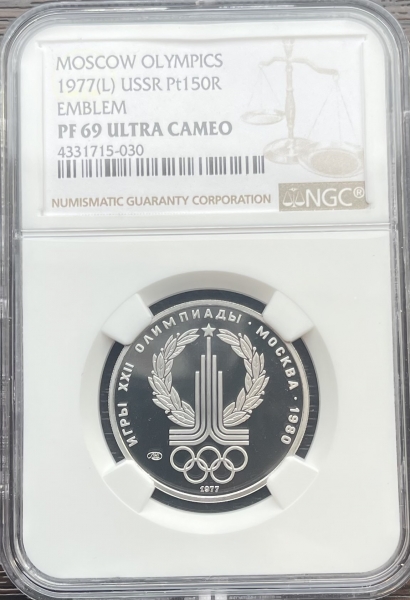 MOSCOW OLYMPICS
1977(L) USSR Pt150R
EMBLEM
PF 69 ULTRA CAMEO
4331715-030
NUMISMATIC GUARANTY CORPORATION
NGC®
ИГРЫ XXII ОЛИМПИАДЫ • МОСКВА • 1980
1977